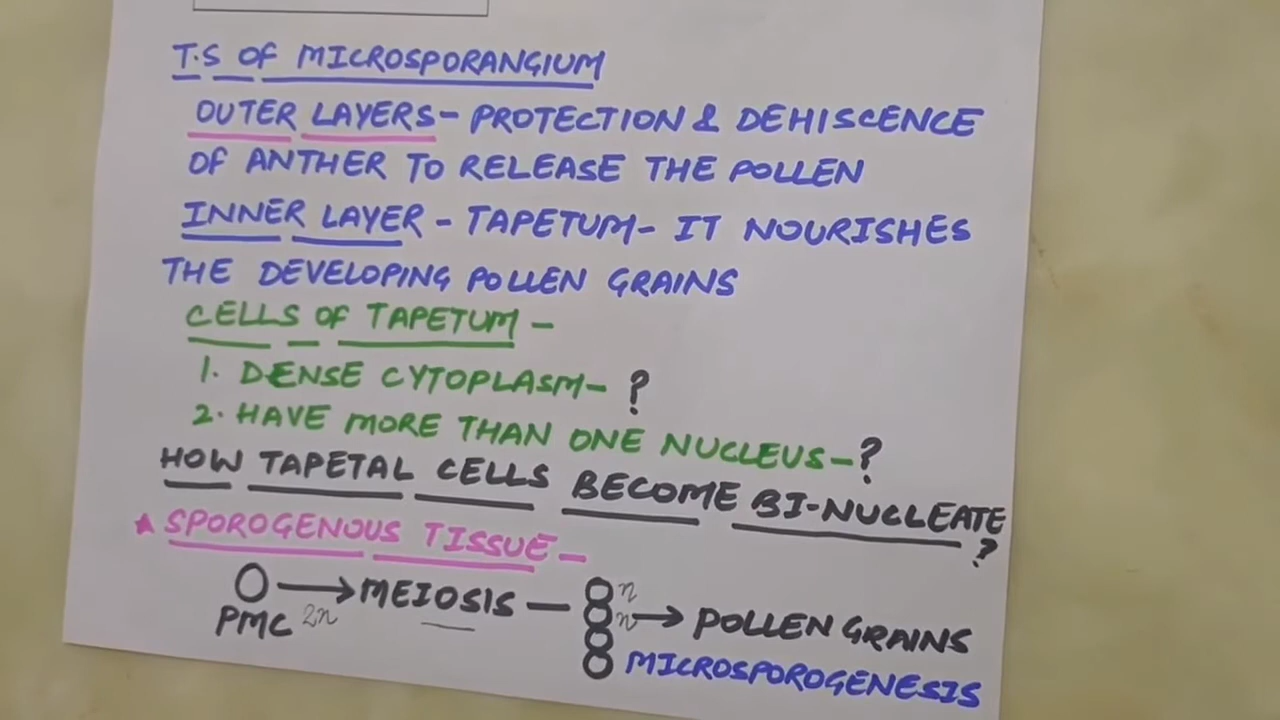 T.S OF MICROSPORANGIUM
OUTER LAYERS- PROTECTION & DEHISCENCE
OF ANTHER TO RELEASE THE POLLEN
INNER LAYER - TAPETUM- IT NOURISHES
THE DEVELOPING POLLEN GRAINS
CELLS OF TAPETUM -
1. DENSE CYTOPLASM- ?
2. HAVE MORE THAN ONE NUCLEUS- ?
HOW TAPETAL CELLS BECOME BI-NUCLEATE ?
* SPOROGENOUS TISSUE -
PMC 2n → MEIOSIS - n n → POLLEN GRAINS
MICROSPOROGENESIS